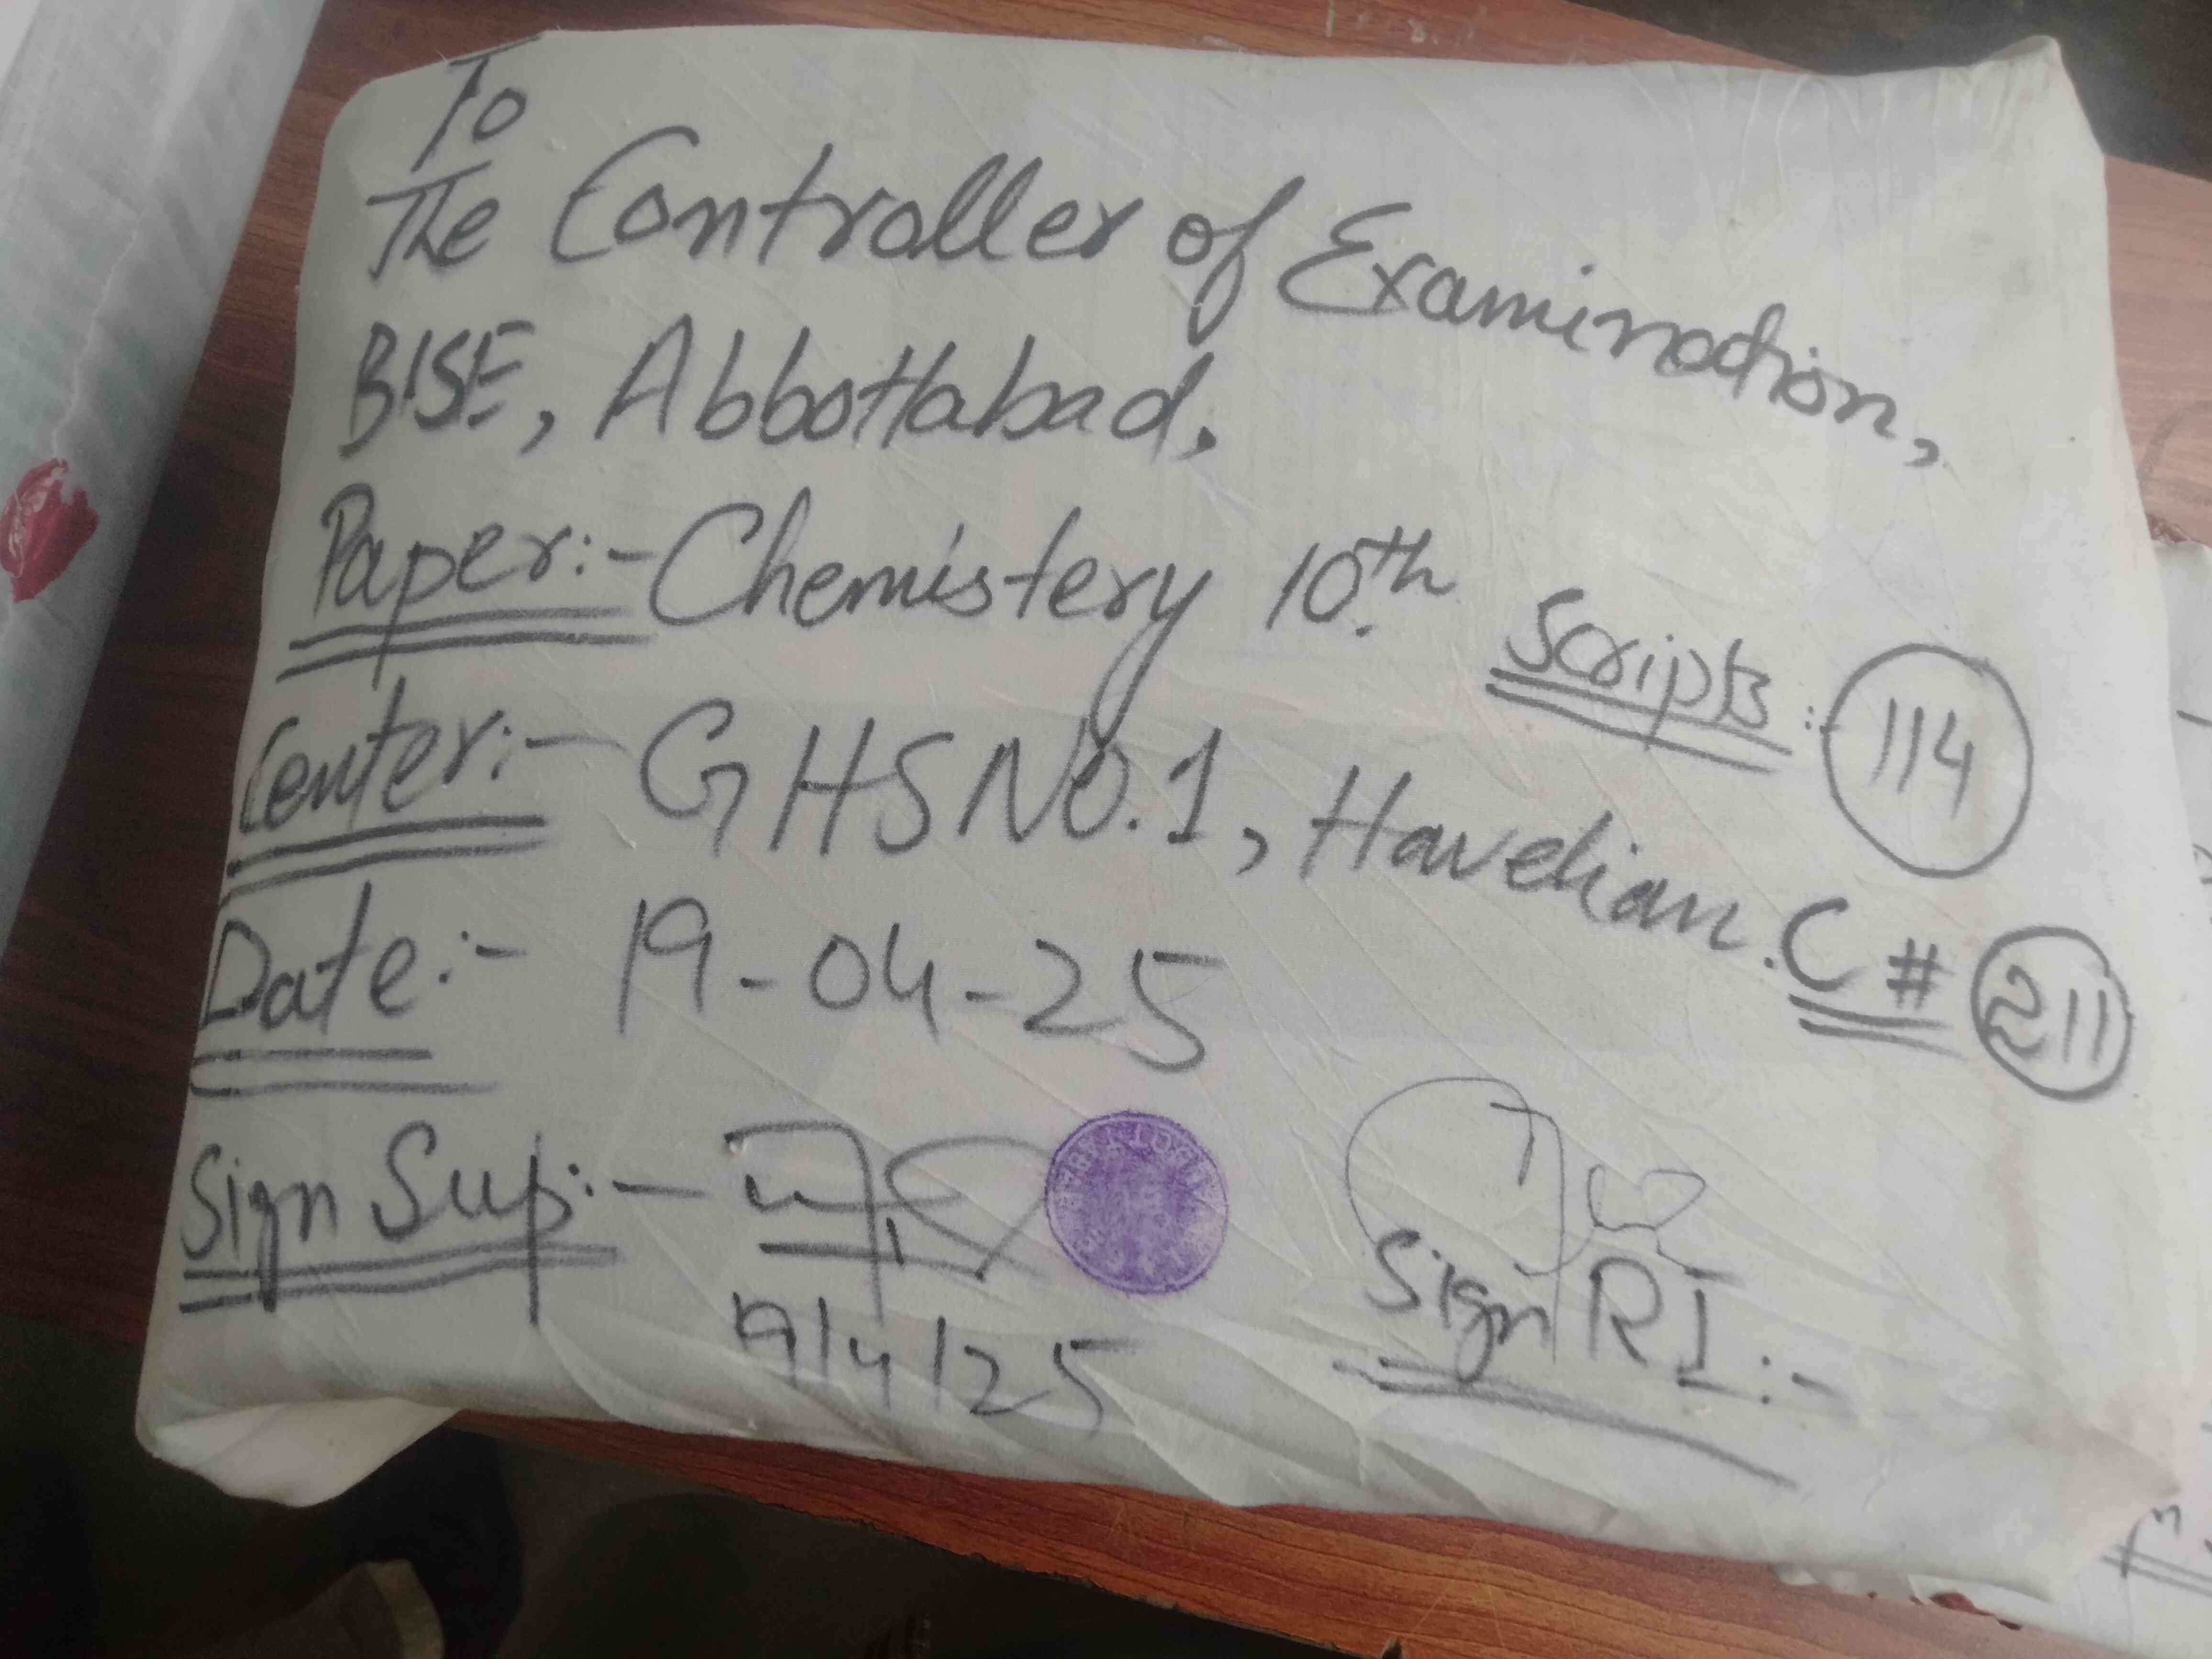 To
The Controller of Examination,
BISE, Abbottabad.
Paper:- Chemistery 10th.
Scripts:- 114
Center:- GHS No.1, Havelian. C # 211
Date:- 19-04-25
Sign Sup:-
19/4/25
Sign RI:-